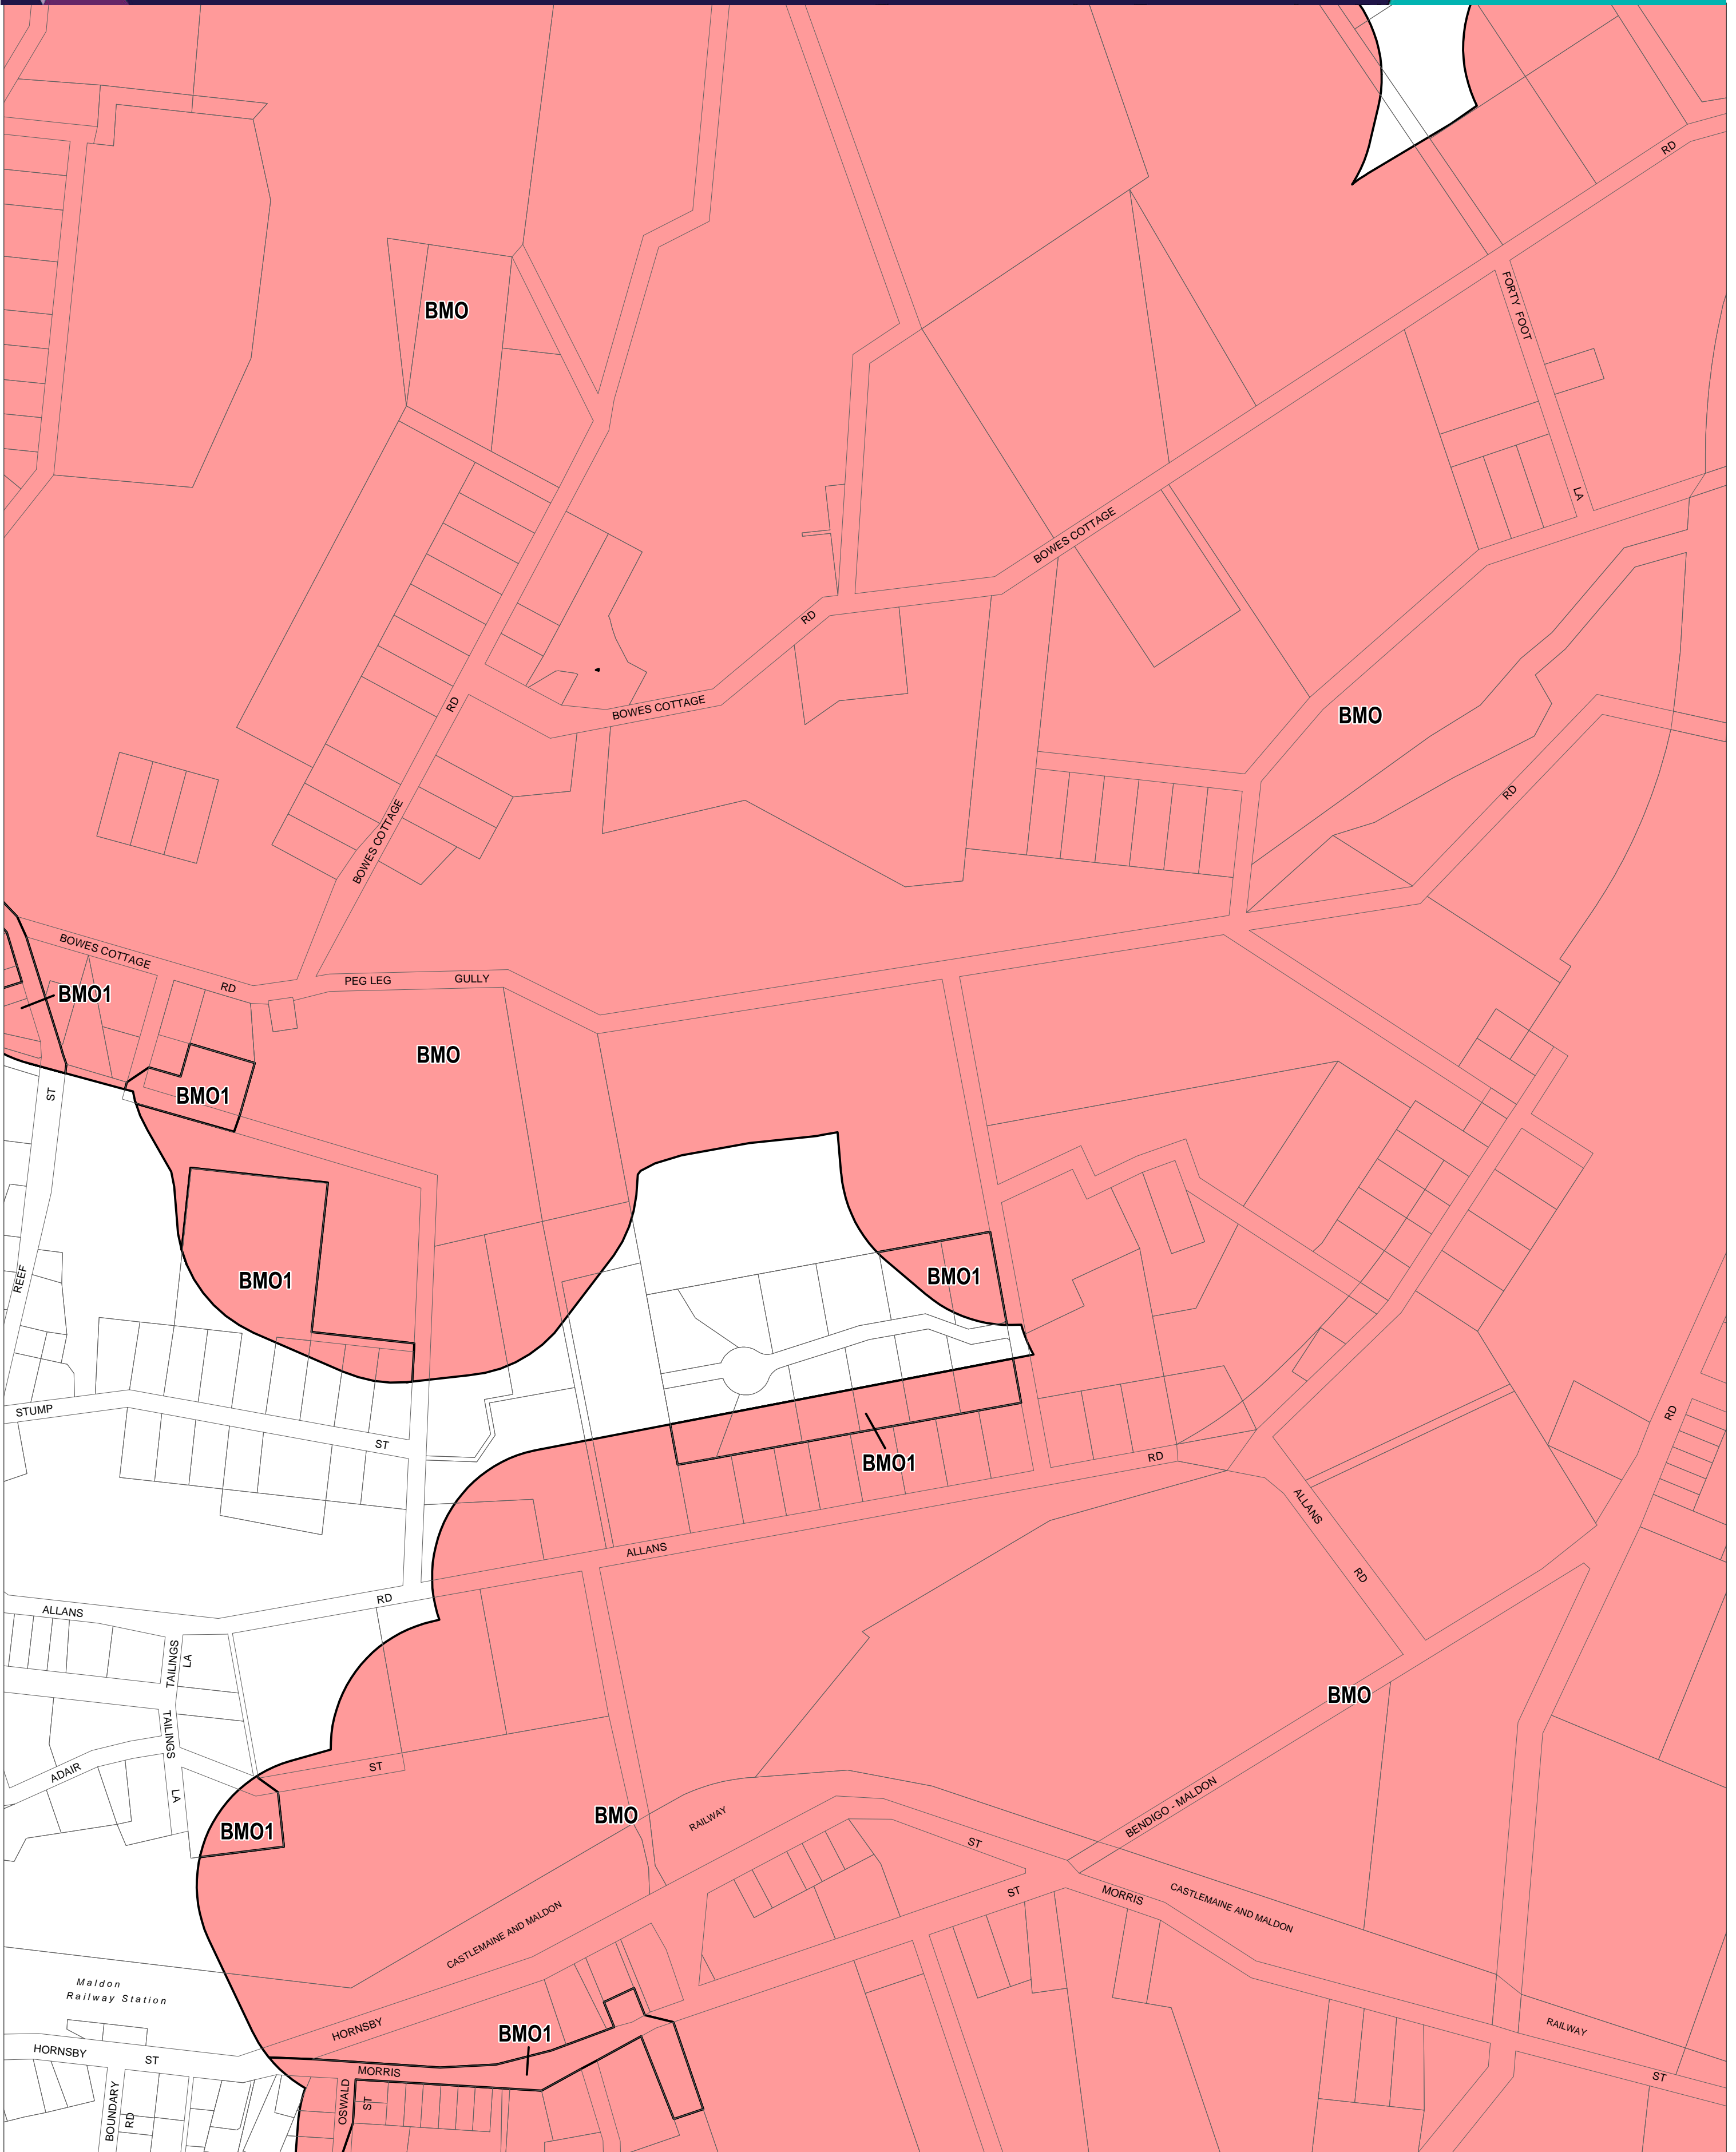 RD
FORTY FOOT
BMO
LA
BOWES COTTAGE
RD
RD
BOWES COTTAGE
BMO
RD
BOWES COTTAGE
BOWES COTTAGE
RD
PEG LEG GULLY
BMO1
BMO
ST
BMO1
REEF
BMO1
BMO1
STUMP
ST
RD
BMO1
RD
ALLANS
ALLANS
RD
RD
ALLANS
TAILINGS
LA
BMO
TAILINGS
ADAIR
ST
LA
BMO
RAILWAY
BENDIGO - MALDON
BMO1
ST
ST
MORRIS
CASTLEMAINE AND MALDON
CASTLEMAINE AND MALDON
Maldon
Railway Station
HORNSBY
BMO1
RAILWAY
HORNSBY
ST
MORRIS
ST
BOUNDARY
RD
OSWALD
ST